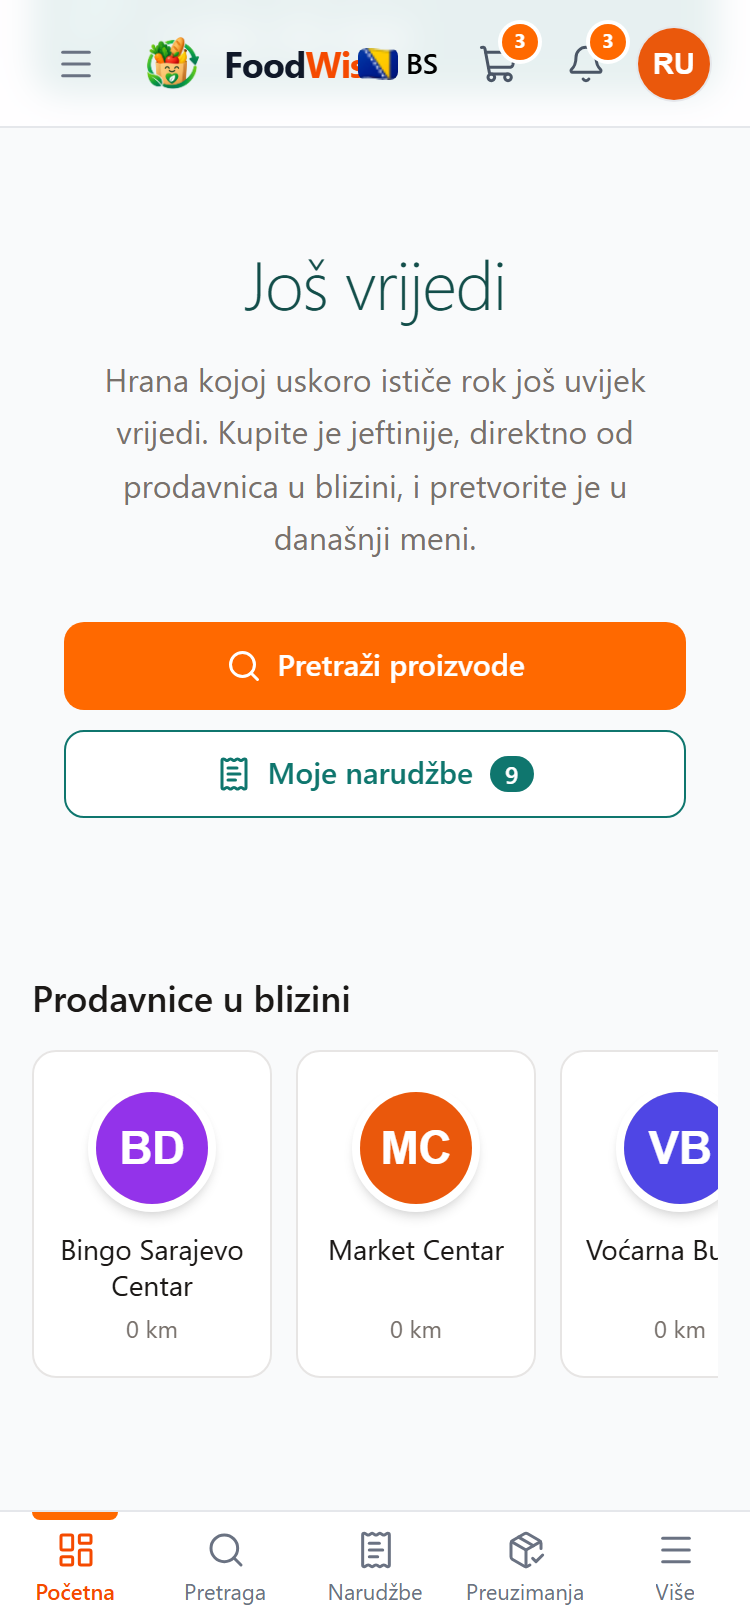 FoodWis BS 3 3 RU
Još vrijedi
Hrana kojoj uskoro ističe rok još uvijek
vrijedi. Kupite je jeftinije, direktno od
prodavnica u blizini, i pretvorite je u
današnji meni.
Pretraži proizvode
Moje narudžbe 9
Prodavnice u blizini
BD
Bingo Sarajevo
Centar
0 km
MC
Market Centar
0 km
VB
Voćarna Bu
0 km
Početna
Pretraga
Narudžbe
Preuzimanja
Više